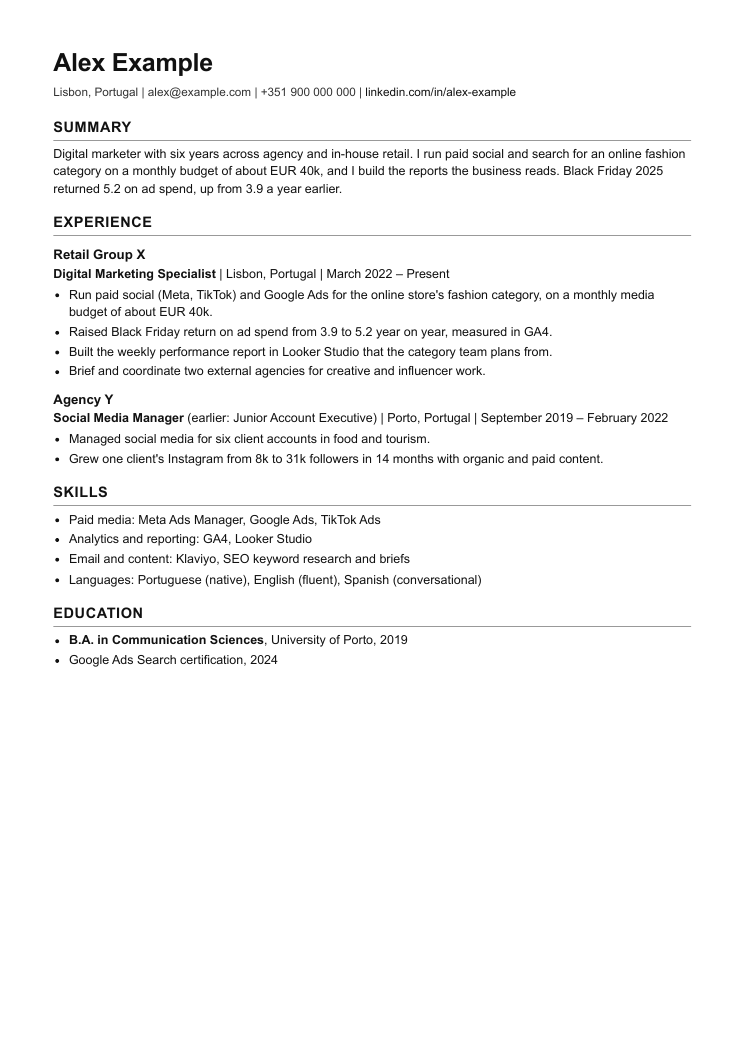 Alex Example
Lisbon, Portugal | alex@example.com | +351 900 000 000 | linkedin.com/in/alex-example
SUMMARY
Digital marketer with six years across agency and in-house retail. I run paid social and search for an online fashion
category on a monthly budget of about EUR 40k, and I build the reports the business reads. Black Friday 2025
returned 5.2 on ad spend, up from 3.9 a year earlier.
EXPERIENCE
Retail Group X
Digital Marketing Specialist | Lisbon, Portugal | March 2022 – Present
• Run paid social (Meta, TikTok) and Google Ads for the online store's fashion category, on a monthly media
budget of about EUR 40k.
• Raised Black Friday return on ad spend from 3.9 to 5.2 year on year, measured in GA4.
• Built the weekly performance report in Looker Studio that the category team plans from.
• Brief and coordinate two external agencies for creative and influencer work.
Agency Y
Social Media Manager (earlier: Junior Account Executive) | Porto, Portugal | September 2019 – February 2022
• Managed social media for six client accounts in food and tourism.
• Grew one client's Instagram from 8k to 31k followers in 14 months with organic and paid content.
SKILLS
• Paid media: Meta Ads Manager, Google Ads, TikTok Ads
• Analytics and reporting: GA4, Looker Studio
• Email and content: Klaviyo, SEO keyword research and briefs
• Languages: Portuguese (native), English (fluent), Spanish (conversational)
EDUCATION
• B.A. in Communication Sciences, University of Porto, 2019
• Google Ads Search certification, 2024